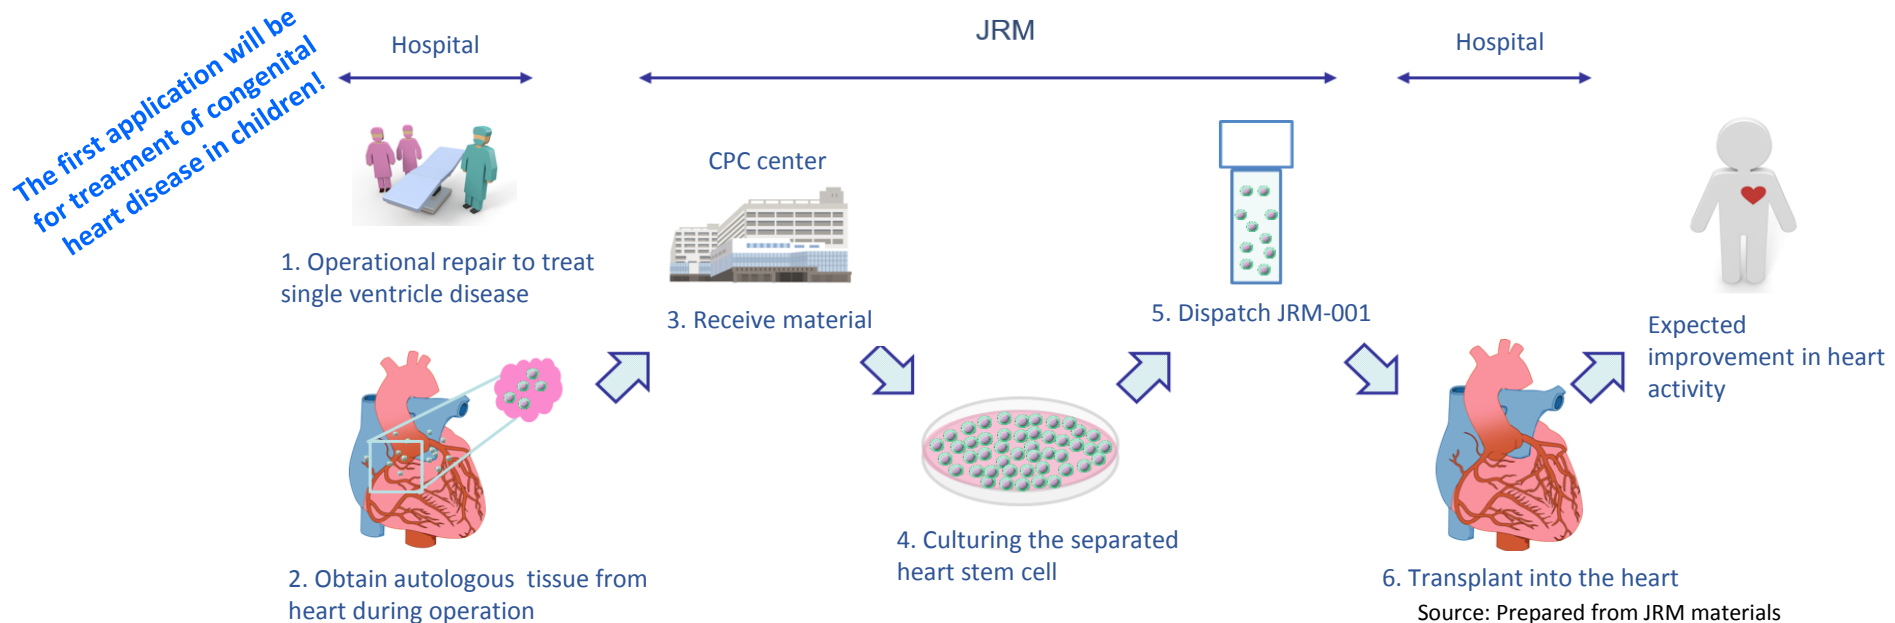 The first application will be
for treatment of congenital
heart disease in children!
Hospital
JRM
Hospital
CPC center
1. Operational repair to treat
single ventricle disease
3. Receive material
5. Dispatch JRM-001
Expected
improvement in heart
activity
4. Culturing the separated
heart stem cell
2. Obtain autologous tissue from
heart during operation
6. Transplant into the heart
Source: Prepared from JRM materials